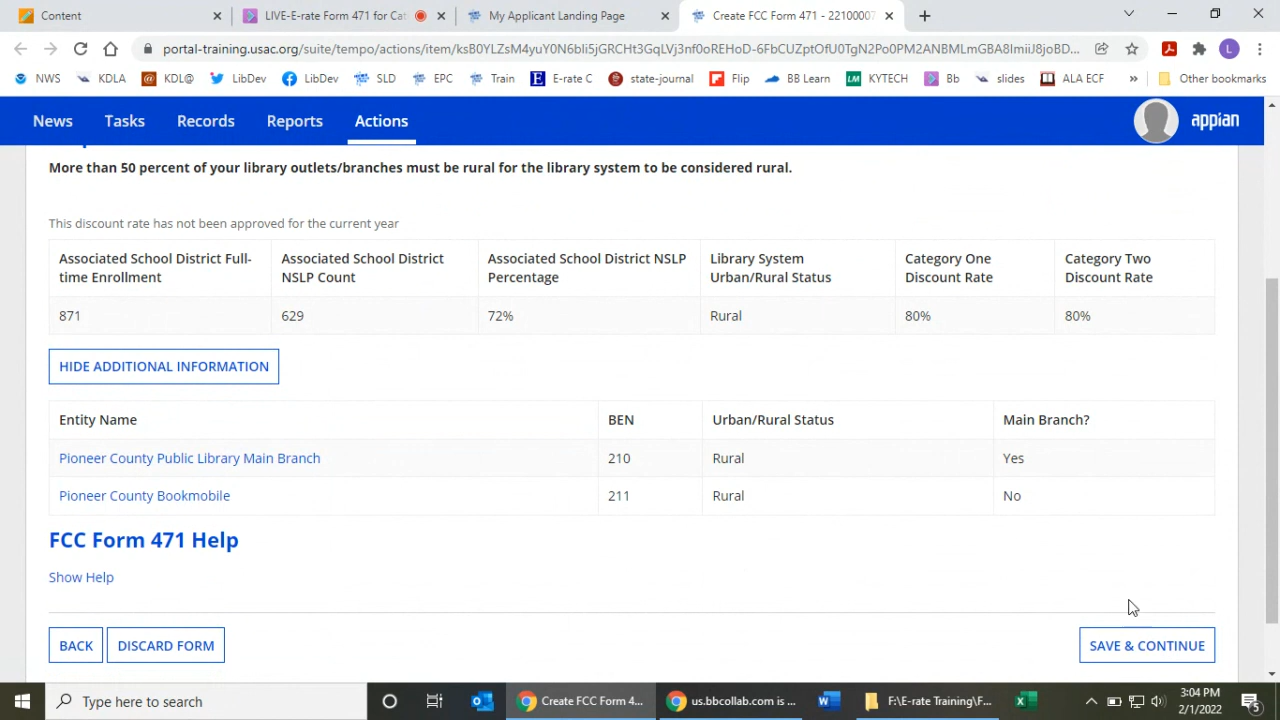 Content
LIVE-E-rate Form 471 for Cat
My Applicant Landing Page
Create FCC Form 471 - 22100007
portal-training.usac.org/suite/tempo/actions/item/
NWS
KDLA
KDL@
LibDev
LibDev
SLD
EPC
Train
E-rate C
state-journal
Flip
BB Learn
KYTECH
Bb
slides
ALA ECF
»
Other bookmarks
News
Tasks
Records
Reports
Actions
appian
More than 50 percent of your library outlets/branches must be rural for the library system to be considered rural.
This discount rate has not been approved for the current year
Associated School District Full-time Enrollment
Associated School District NSLP Count
Associated School District NSLP Percentage
Library System Urban/Rural Status
Category One Discount Rate
Category Two Discount Rate
871
629
72%
Rural
80%
80%
HIDE ADDITIONAL INFORMATION
Entity Name
BEN
Urban/Rural Status
Main Branch?
Pioneer County Public Library Main Branch
210
Rural
Yes
Pioneer County Bookmobile
211
Rural
No
FCC Form 471 Help
Show Help
BACK
DISCARD FORM
SAVE & CONTINUE
Type here to search
Create FCC Form 4...
us.bbcollab.com is ...
F:\E-rate Training\F...
3:04 PM
2/1/2022
5